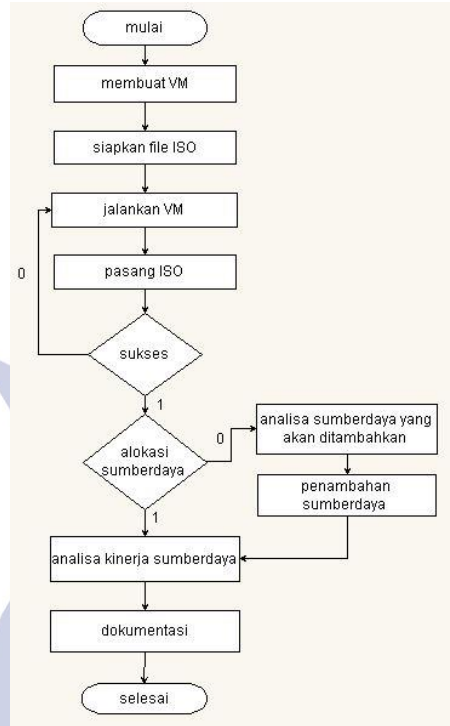 mulai
membuat VM
siapkan file ISO
jalankan VM
0
pasang ISO
sukses
1
alokasi
sumberdaya
0
analisa sumberdaya yang
akan ditambahkan
penambahan
sumberdaya
1
analisa kinerja sumberdaya
dokumentasi
selesai